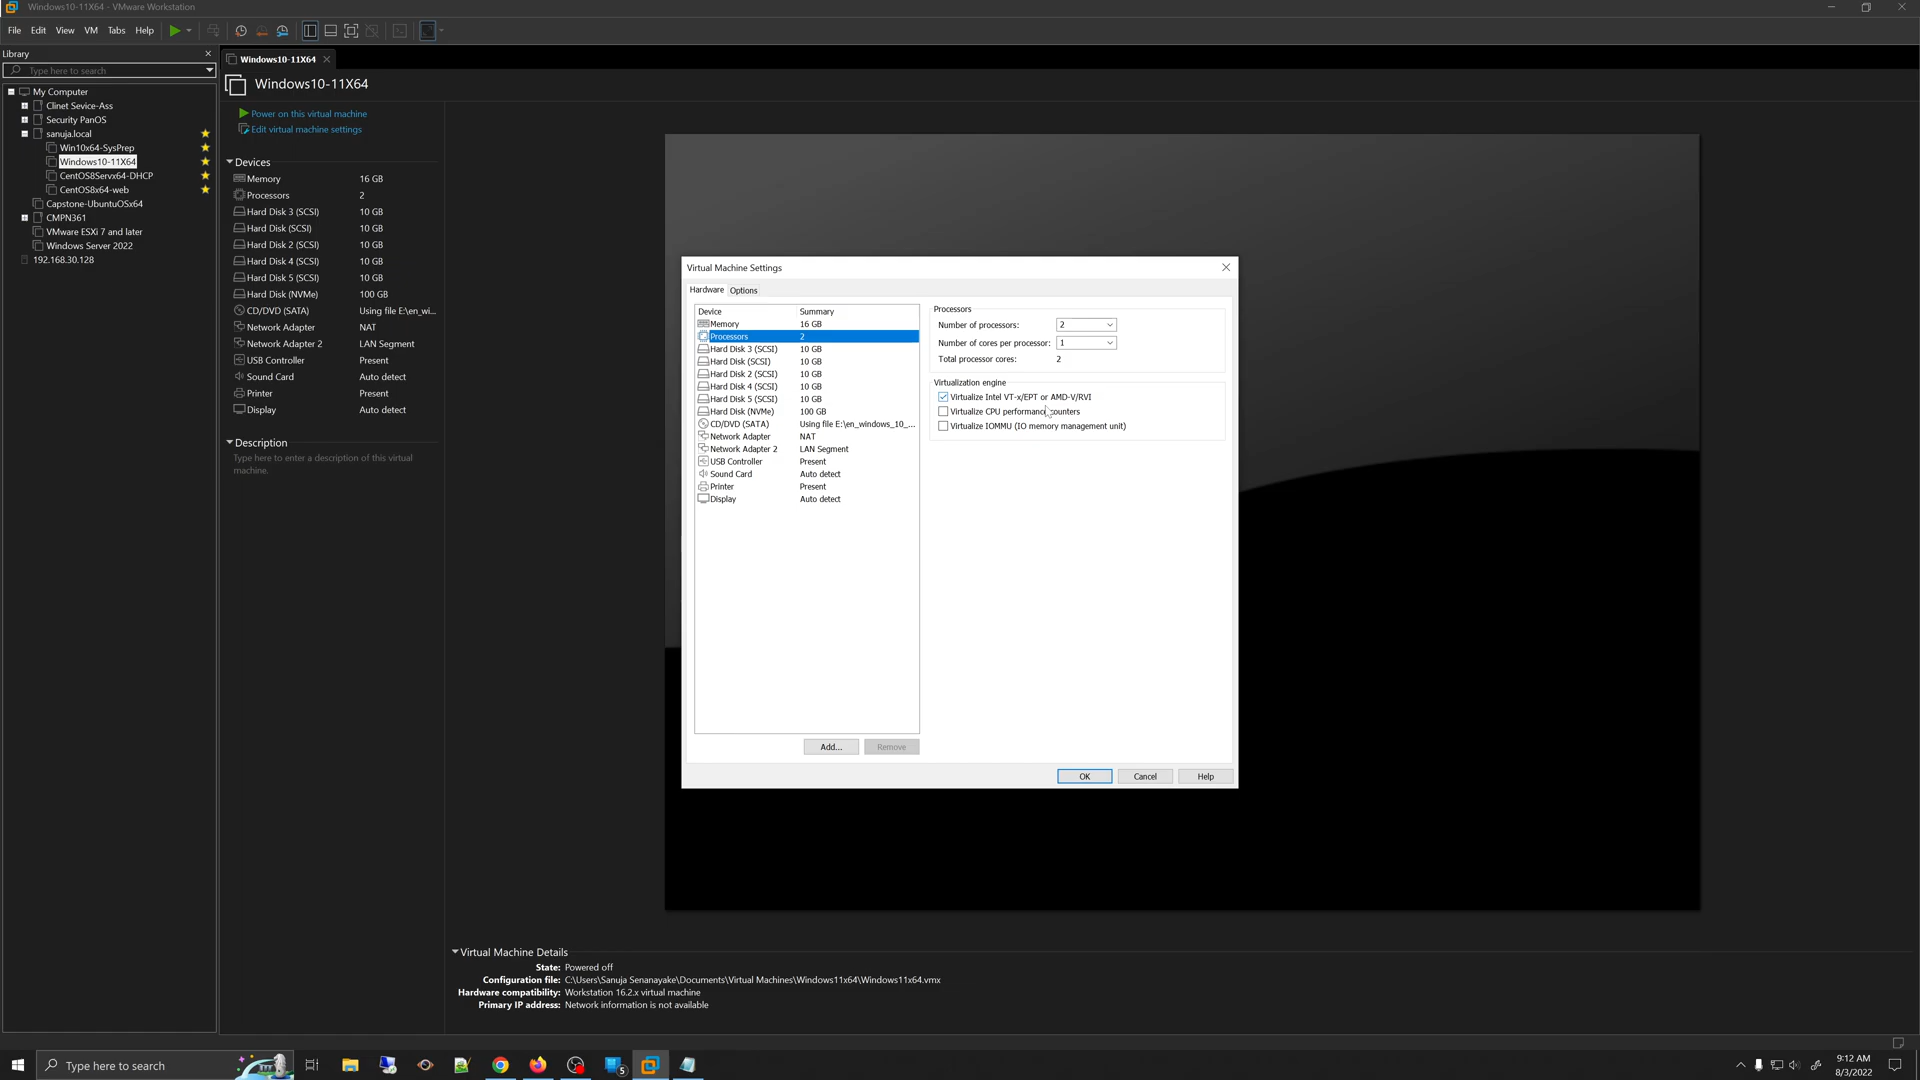 Windows10-11X64 - VMware Workstation
File Edit View VM Tabs Help
Library
Type here to search
My Computer
Clinet Sevice-Ass
Security PanOS
sanuja.local
Win10x64-SysPrep
Windows10-11X64
CentOS8Servx64-DHCP
CentOS8x64-web
Capstone-UbuntuOSx64
CMPN361
VMware ESXi 7 and later
Windows Server 2022
192.168.30.128
Windows10-11X64
Windows10-11X64
Power on this virtual machine
Edit virtual machine settings
Devices
Memory 16 GB
Processors 2
Hard Disk 3 (SCSI) 10 GB
Hard Disk (SCSI) 10 GB
Hard Disk 2 (SCSI) 10 GB
Hard Disk 4 (SCSI) 10 GB
Hard Disk 5 (SCSI) 10 GB
Hard Disk (NVMe) 100 GB
CD/DVD (SATA) Using file E:\en_wi...
Network Adapter NAT
Network Adapter 2 LAN Segment
USB Controller Present
Sound Card Auto detect
Printer Present
Display Auto detect
Description
Type here to enter a description of this virtual
machine.
Virtual Machine Settings
Hardware Options
Device Summary
Memory 16 GB
Processors 2
Hard Disk 3 (SCSI) 10 GB
Hard Disk (SCSI) 10 GB
Hard Disk 2 (SCSI) 10 GB
Hard Disk 4 (SCSI) 10 GB
Hard Disk 5 (SCSI) 10 GB
Hard Disk (NVMe) 100 GB
CD/DVD (SATA) Using file E:\en_windows_10_...
Network Adapter NAT
Network Adapter 2 LAN Segment
USB Controller Present
Sound Card Auto detect
Printer Present
Display Auto detect
Add... Remove
Processors
Number of processors: 2
Number of cores per processor: 1
Total processor cores: 2
Virtualization engine
Virtualize Intel VT-x/EPT or AMD-V/RVI
Virtualize CPU performance counters
Virtualize IOMMU (IO memory management unit)
OK Cancel Help
Virtual Machine Details
State: Powered off
Configuration file: C:\Users\Sanuja Senanayake\Documents\Virtual Machines\Windows11x64\Windows11x64.vmx
Hardware compatibility: Workstation 16.2.x virtual machine
Primary IP address: Network information is not available
Type here to search
5
9:12 AM
8/3/2022